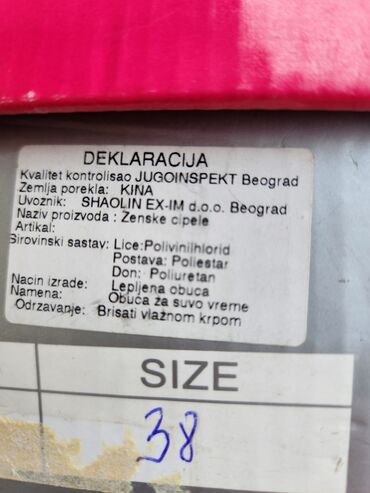 DEKLARACIJA
Kvalitet kontrolisao JUGOINSPEKT Beograd
Zemlja porekla: KINA
Uvoznik: SHAOLIN EX-IM d.o.o. Beograd
Naziv proizvoda : Zenske cipele
Artikal:
Sirovinski sastav: Lice:Polivinilhlorid
Postava: Poliestar
Don: Poliuretan
Nacin izrade: Lepljena obuca
Namena: Obuca za suvo vreme
Odrzavanje: Brisati vlažnom krpom
SIZE
38